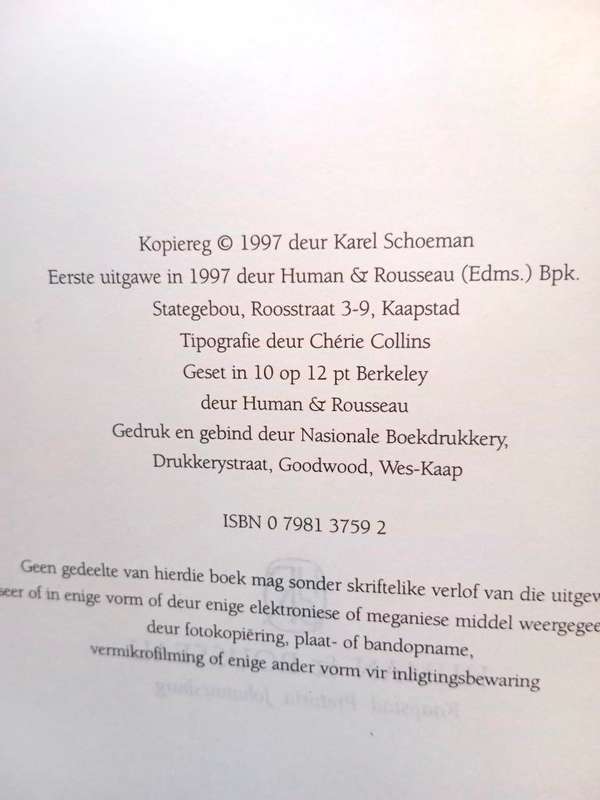 Kopiereg © 1997 deur Karel Schoeman
Eerste uitgawe in 1997 deur Human & Rousseau (Edms.) Bpk.
Stategebou, Roosstraat 3-9, Kaapstad
Tipografie deur Chérie Collins
Geset in 10 op 12 pt Berkeley
deur Human & Rousseau
Gedruk en gebind deur Nasionale Boekdrukkery,
Drukkerystraat, Goodwood, Wes-Kaap
ISBN 0 7981 3759 2
Geen gedeelte van hierdie boek mag sonder skriftelike verlof van die uitgew
seer of in enige vorm of deur enige elektroniese of meganiese middel weergegee
deur fotokopiëring, plaat- of bandopname,
vermikrofilming of enige ander vorm vir inligtingsbewaring